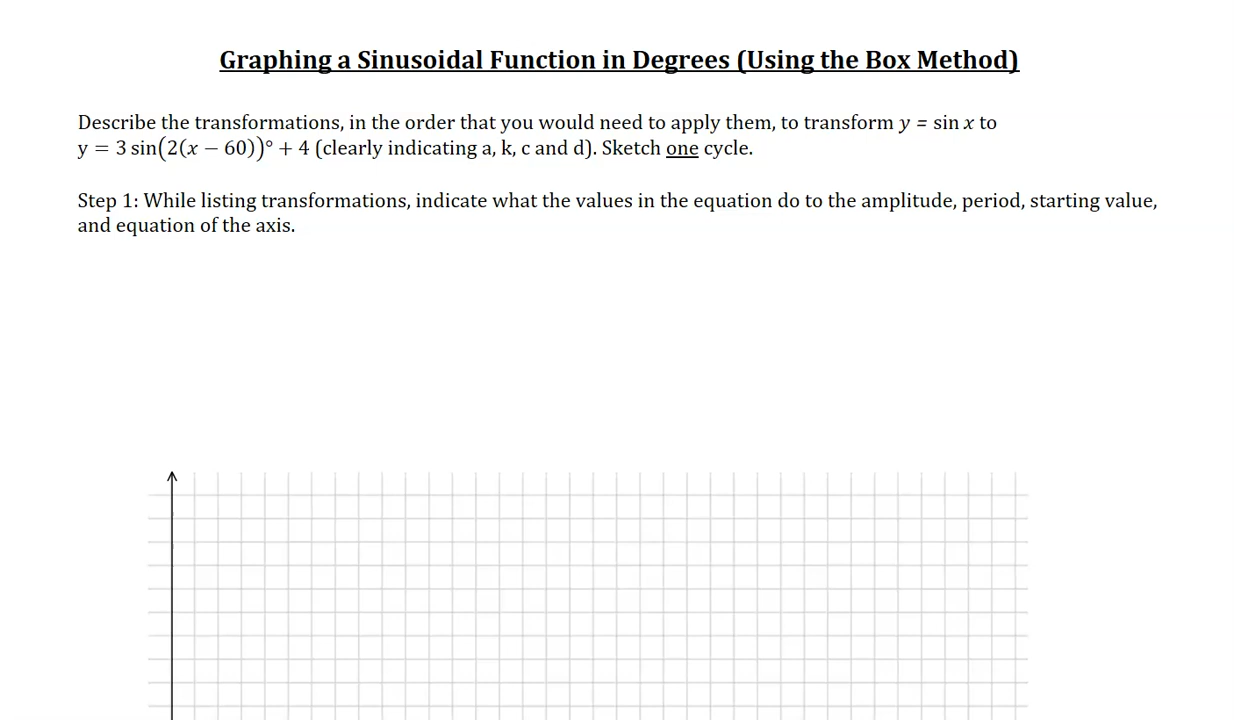 Graphing a Sinusoidal Function in Degrees (Using the Box Method)
Describe the transformations, in the order that you would need to apply them, to transform y = sin x to
y = 3 sin(2(x − 60))° + 4 (clearly indicating a, k, c and d). Sketch one cycle.
Step 1: While listing transformations, indicate what the values in the equation do to the amplitude, period, starting value,
and equation of the axis.